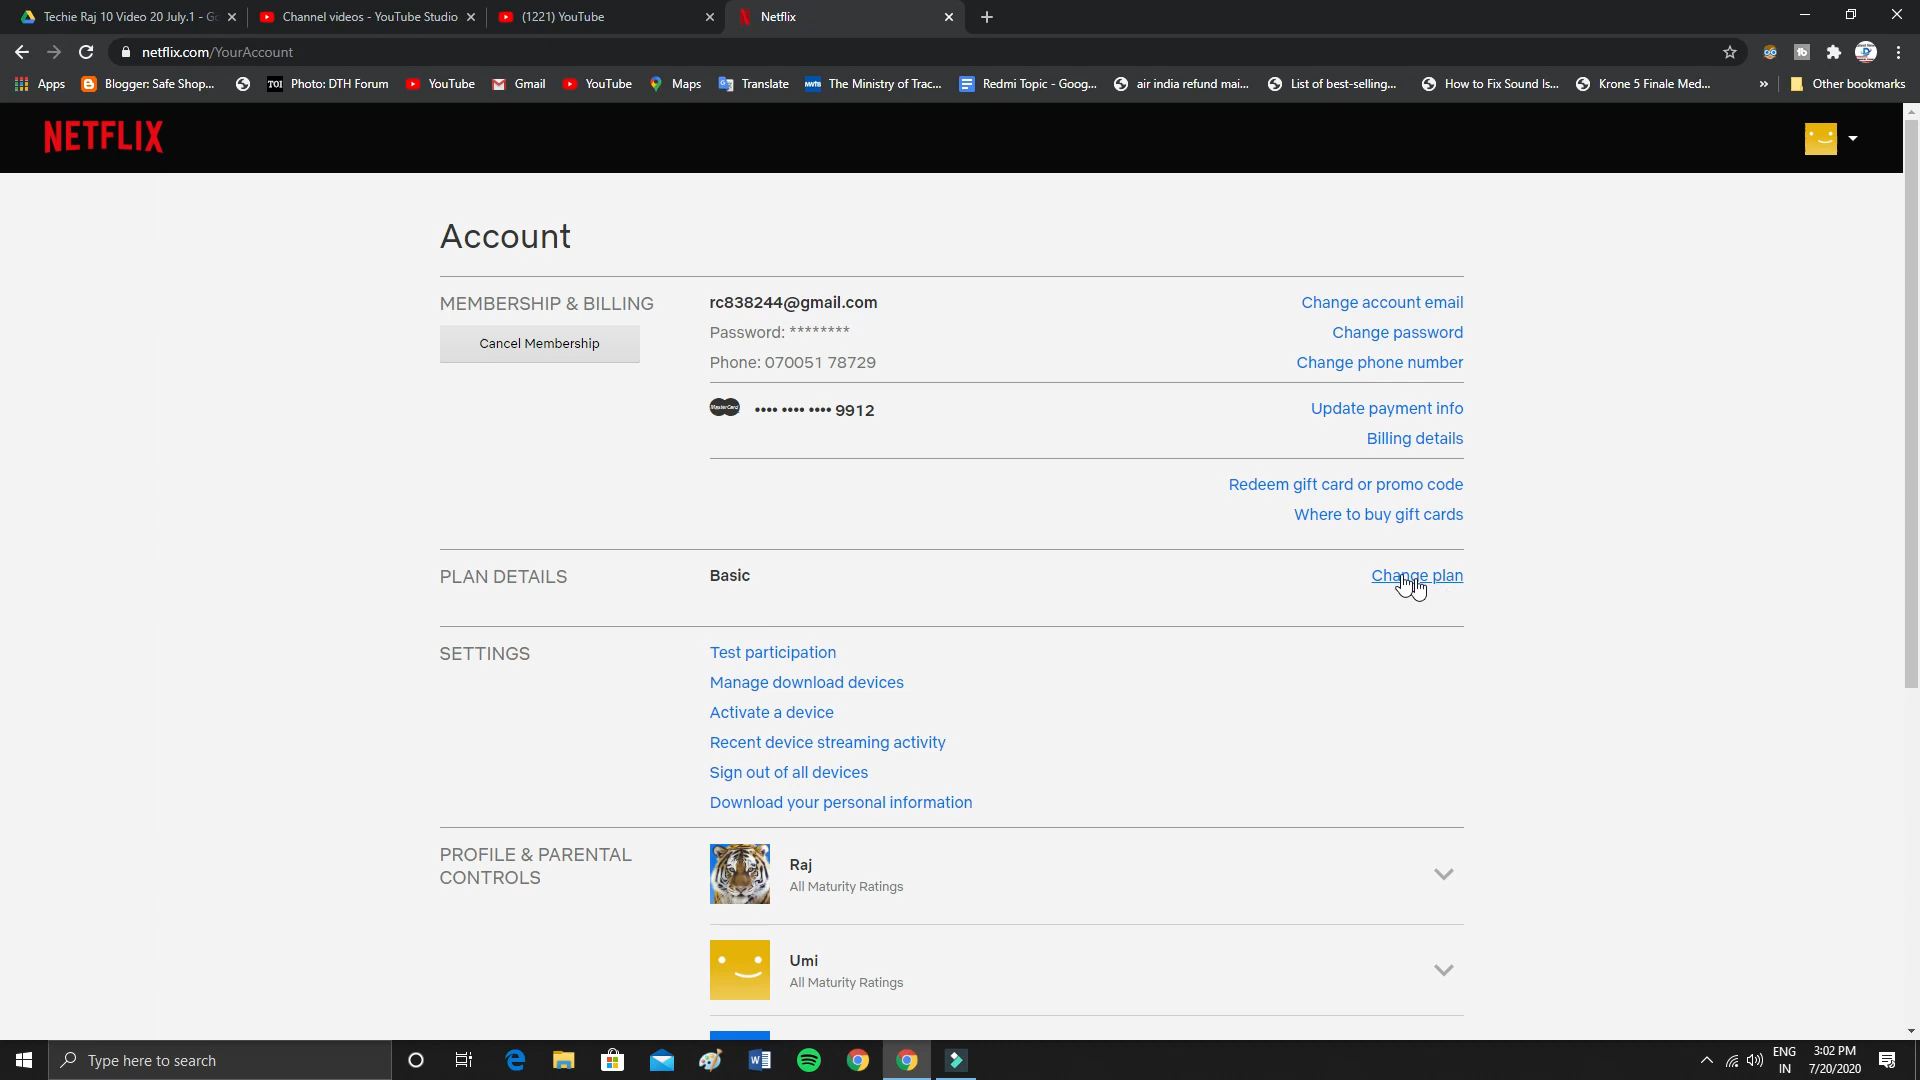 Techie Raj 10 Video 20 July.1 - Go
Channel videos - YouTube Studio
(1221) YouTube
Netflix
netflix.com/YourAccount
Apps
Blogger: Safe Shop...
TOI
Photo: DTH Forum
YouTube
Gmail
YouTube
Maps
Translate
The Ministry of Trac...
Redmi Topic - Goog...
air india refund mai...
List of best-selling...
How to Fix Sound Is...
Krone 5 Finale Med...
»
Other bookmarks
NETFLIX
Account
MEMBERSHIP & BILLING
Cancel Membership
rc838244@gmail.com
Change account email
Password: ********
Change password
Phone: 070051 78729
Change phone number
MasterCard
•••• •••• •••• 9912
Update payment info
Billing details
Redeem gift card or promo code
Where to buy gift cards
PLAN DETAILS
Basic
Change plan
SETTINGS
Test participation
Manage download devices
Activate a device
Recent device streaming activity
Sign out of all devices
Download your personal information
PROFILE & PARENTAL
CONTROLS
Raj
All Maturity Ratings
Umi
All Maturity Ratings
Type here to search
ENG
IN
3:02 PM
7/20/2020